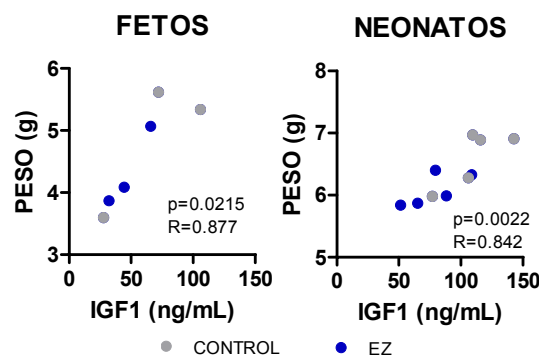 FETOS
6
5
4
3
PESO (g)
p=0.0215
R=0.877
0 50 100 150
IGF1 (ng/mL)
NEONATOS
8
7
6
5
PESO (g)
p=0.0022
R=0.842
0 50 100 150
IGF1 (ng/mL)
CONTROL EZ